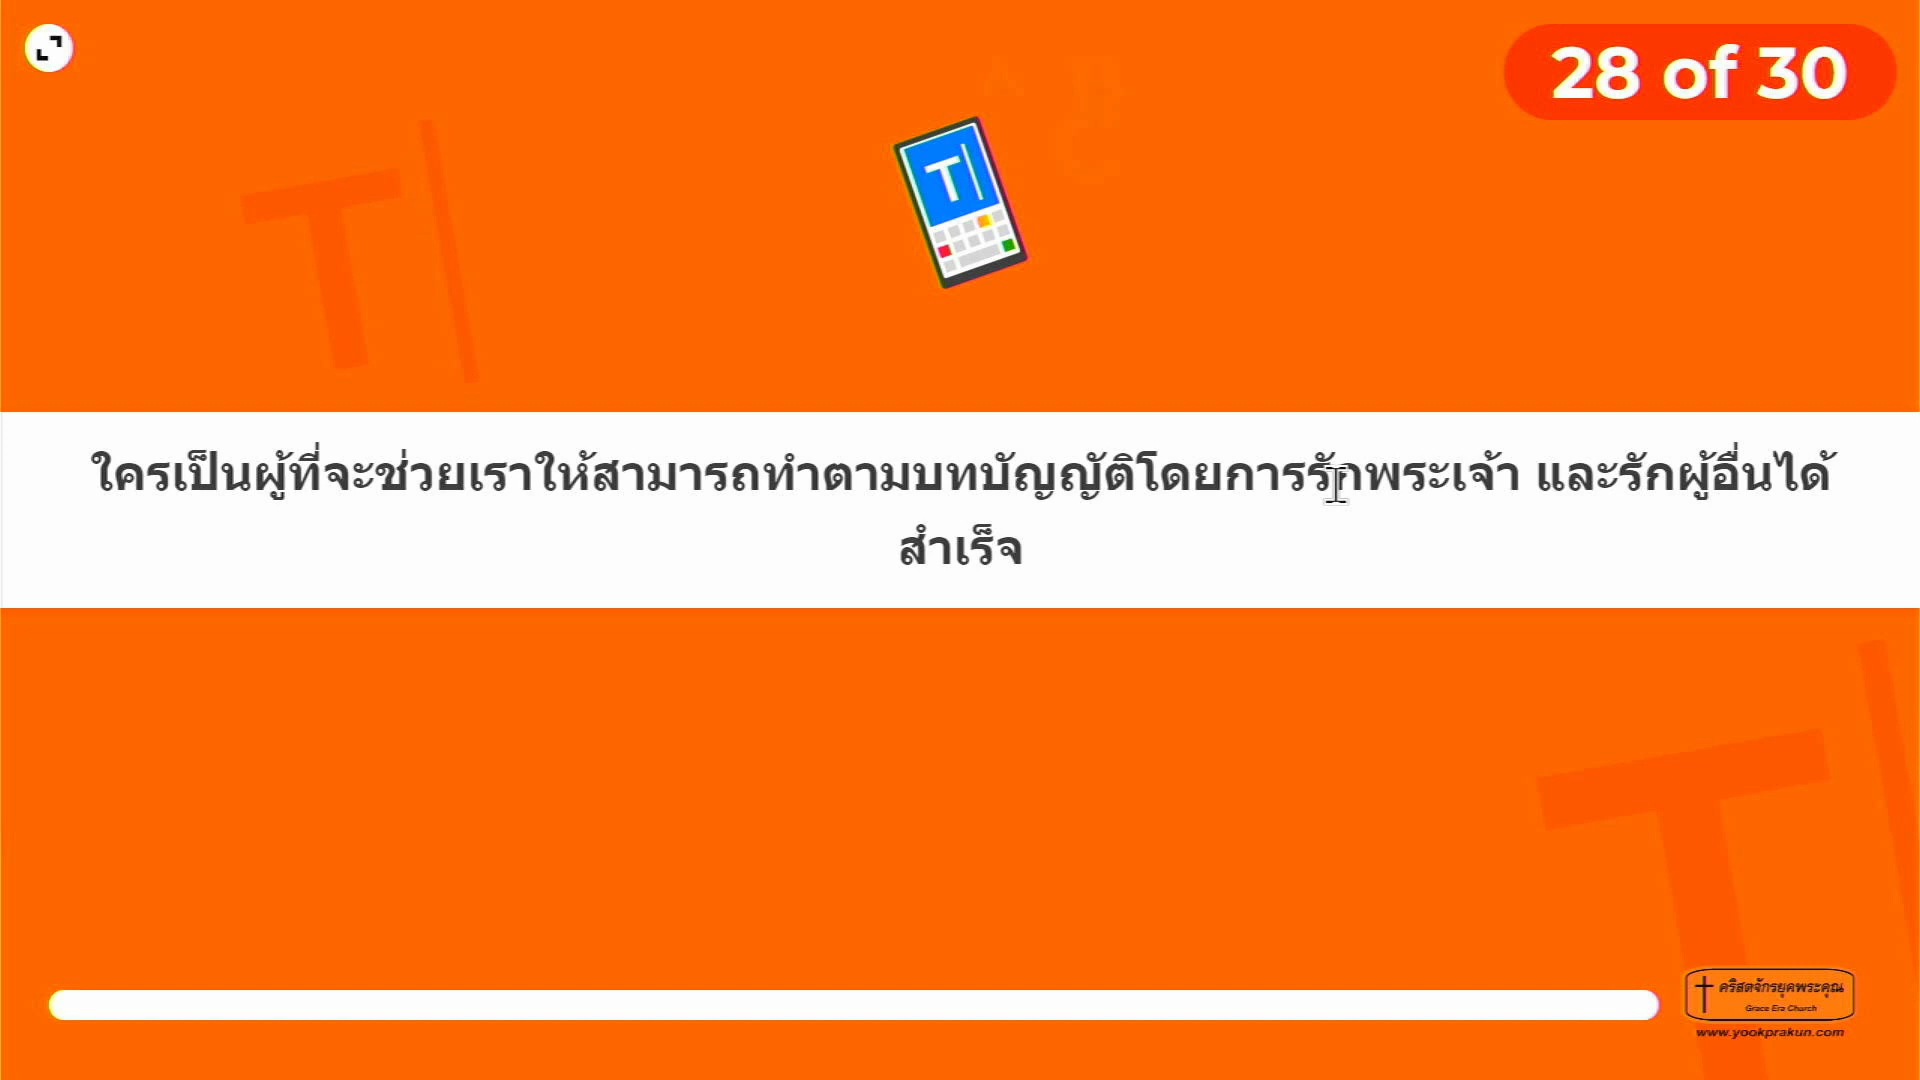 28 of 30
T
T
ใครเป็นผู้ที่จะช่วยเราให้สามารถทำตามบทบัญญัติโดยการรักพระเจ้า และรักผู้อื่นได้
สำเร็จ
T
คริสตจักรยุคพระคุณ
Grace Era Church
www.yookprakun.com